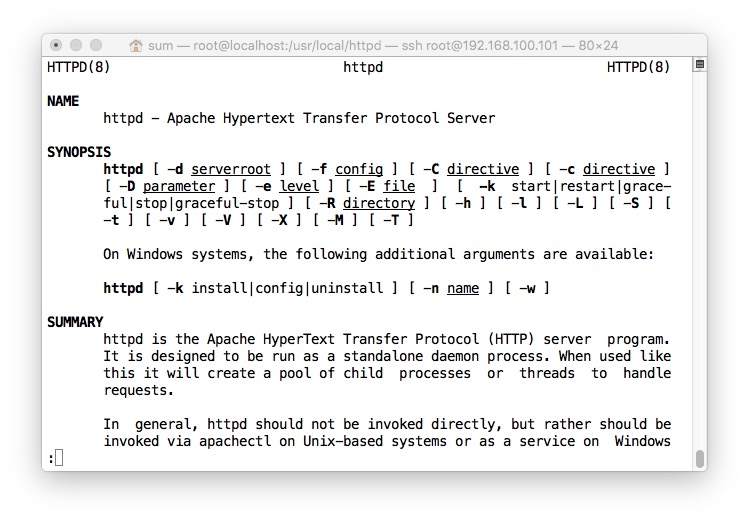 sum — root@localhost:/usr/local/httpd — ssh root@192.168.100.101 — 80×24
HTTPD(8) httpd HTTPD(8)
NAME
httpd - Apache Hypertext Transfer Protocol Server
SYNOPSIS
httpd [ -d serverroot ] [ -f config ] [ -C directive ] [ -c directive ]
[ -D parameter ] [ -e level ] [ -E file ] [ -k start|restart|grace-
ful|stop|graceful-stop ] [ -R directory ] [ -h ] [ -l ] [ -L ] [ -S ] [
-t ] [ -v ] [ -V ] [ -X ] [ -M ] [ -T ]
On Windows systems, the following additional arguments are available:
httpd [ -k install|config|uninstall ] [ -n name ] [ -w ]
SUMMARY
httpd is the Apache HyperText Transfer Protocol (HTTP) server program.
It is designed to be run as a standalone daemon process. When used like
this it will create a pool of child processes or threads to handle
requests.
In general, httpd should not be invoked directly, but rather should be
invoked via apachectl on Unix-based systems or as a service on Windows
: